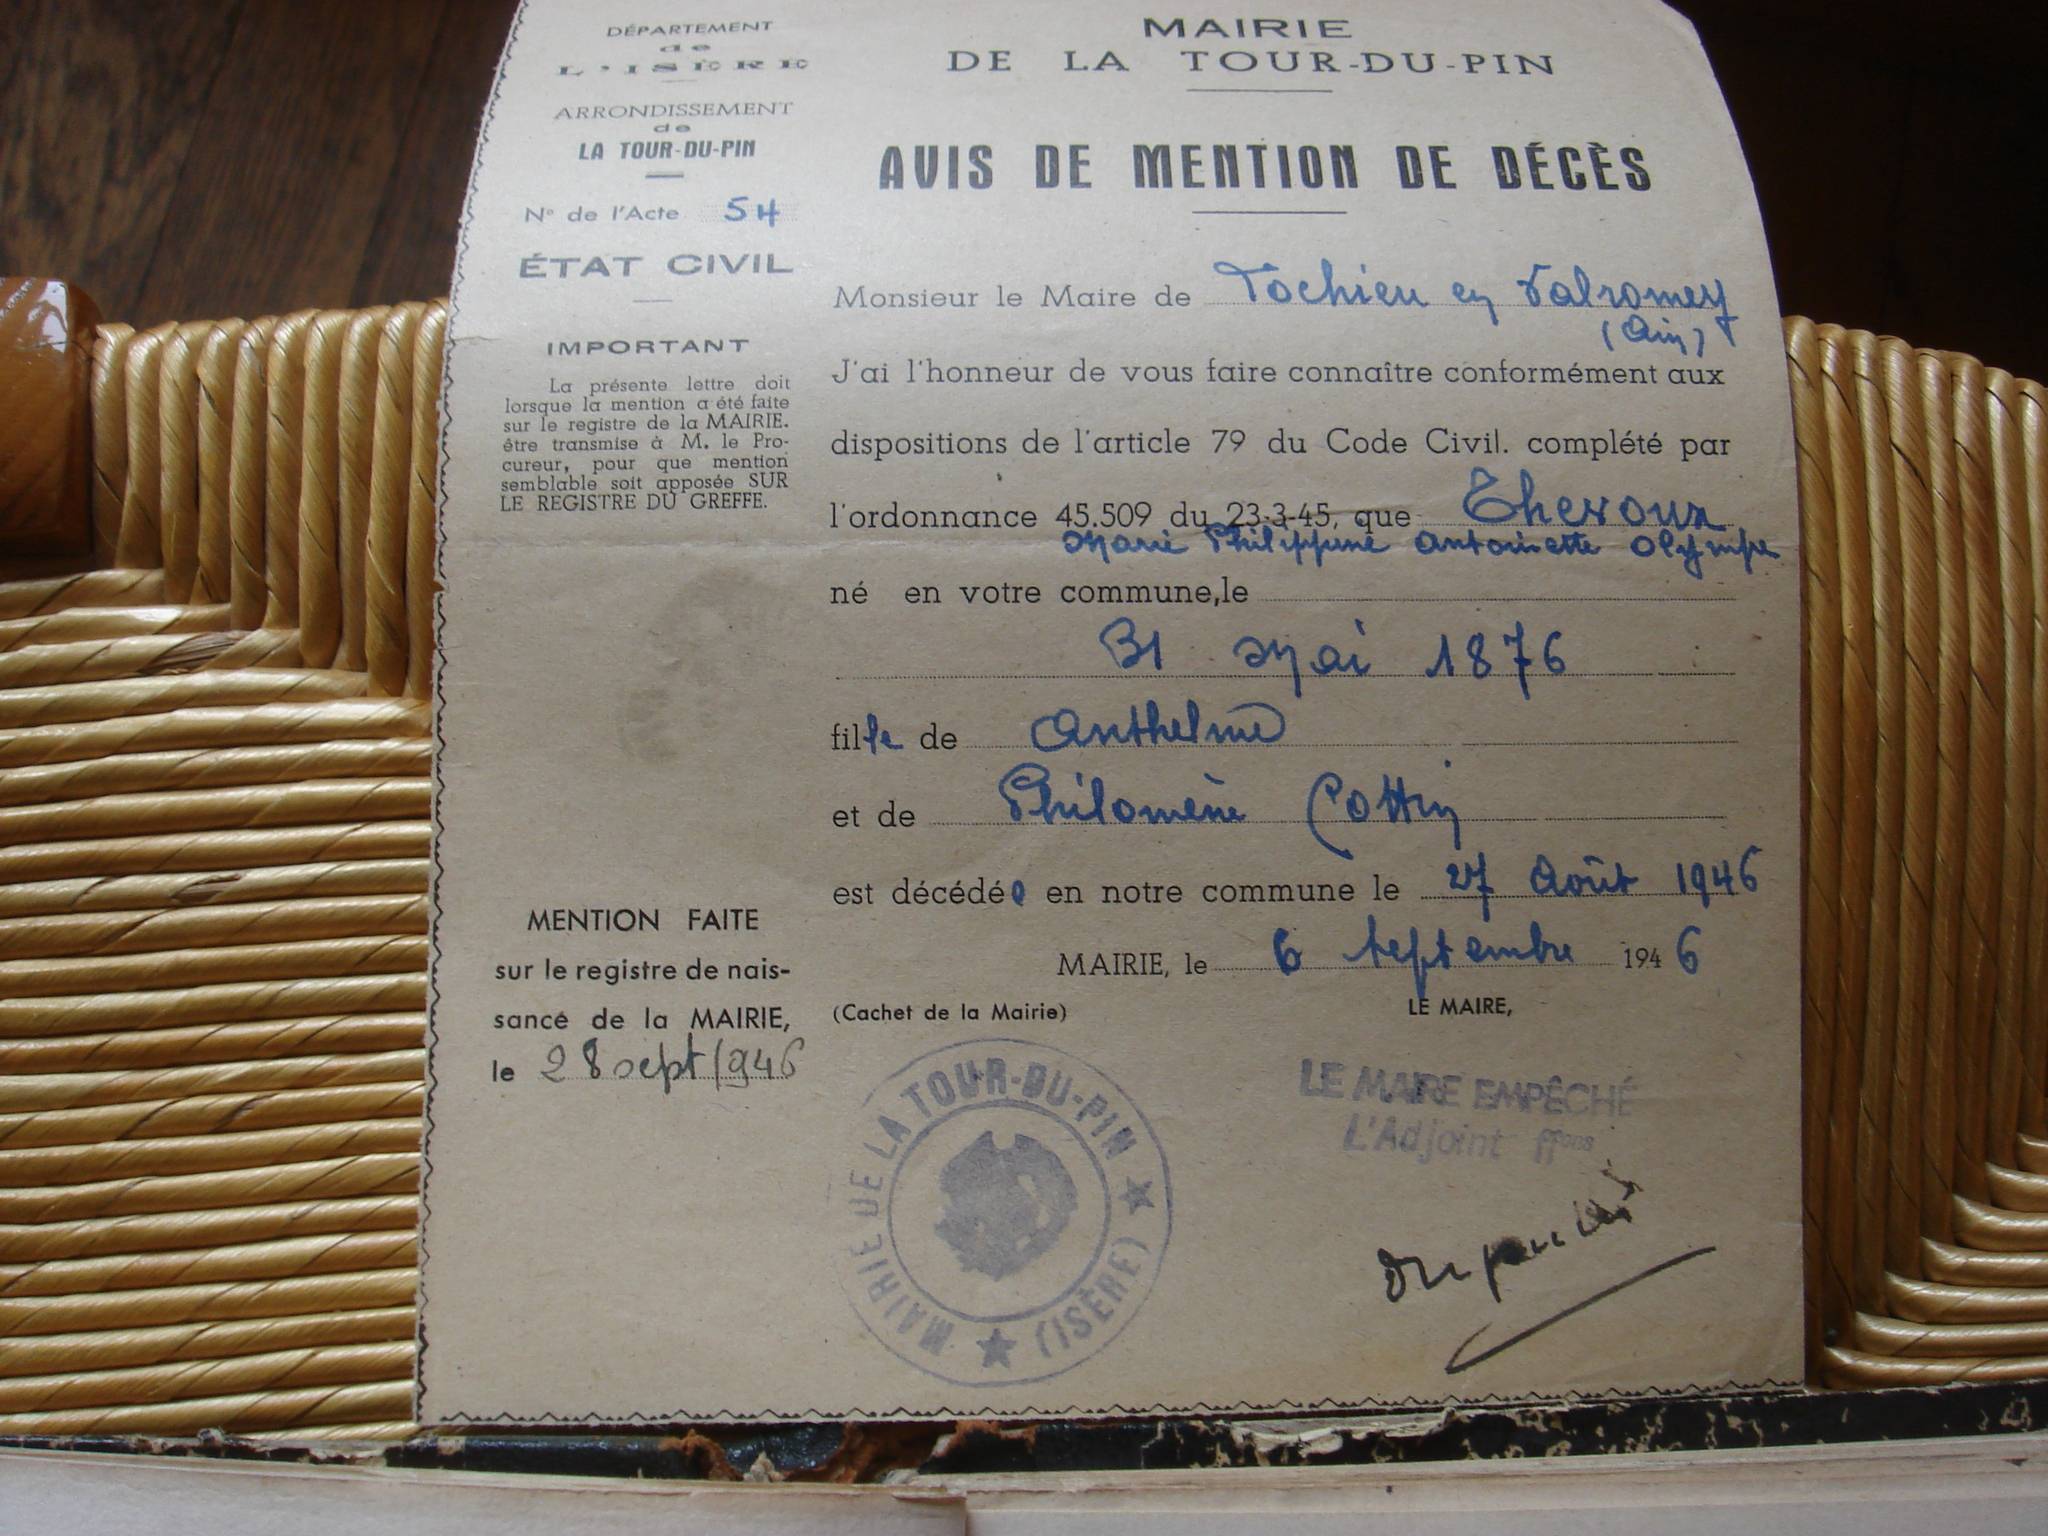 DÉPARTEMENT
de
L'ISÈRE
ARRONDISSEMENT
de
LA TOUR-DU-PIN
N° de l'Acte 54
ÉTAT CIVIL
IMPORTANT
La présente lettre doit
lorsque la mention a été faite
sur le registre de la MAIRIE.
être transmise à M. le Pro-
cureur, pour que mention
semblable soit apposée SUR
LE REGISTRE DU GREFFE.
MENTION FAITE
sur le registre de nais-
sance de la MAIRIE,
le 28 sept 1946
MAIRIE
DE LA TOUR-DU-PIN
AVIS DE MENTION DE DÉCÈS
Monsieur le Maire de en Valromey
(Ain)
J'ai l'honneur de vous faire connaître conformément aux
dispositions de l'article 79 du Code Civil. complété par
l'ordonnance 45.509 du 23-3-45, que Theroux
Marie Philippine Antoinette Olympe
né en votre commune, le
31 Mai 1876
fille de Anthelme
et de Philomène Cottin
est décédée en notre commune le 27 Août 1946
MAIRIE, le 6 Septembre 1946
(Cachet de la Mairie) LE MAIRE,
LE MAIRE EMPÊCHÉ
L'Adjoint ffons
MAIRIE DE LA TOUR-DU-PIN
(ISÈRE)